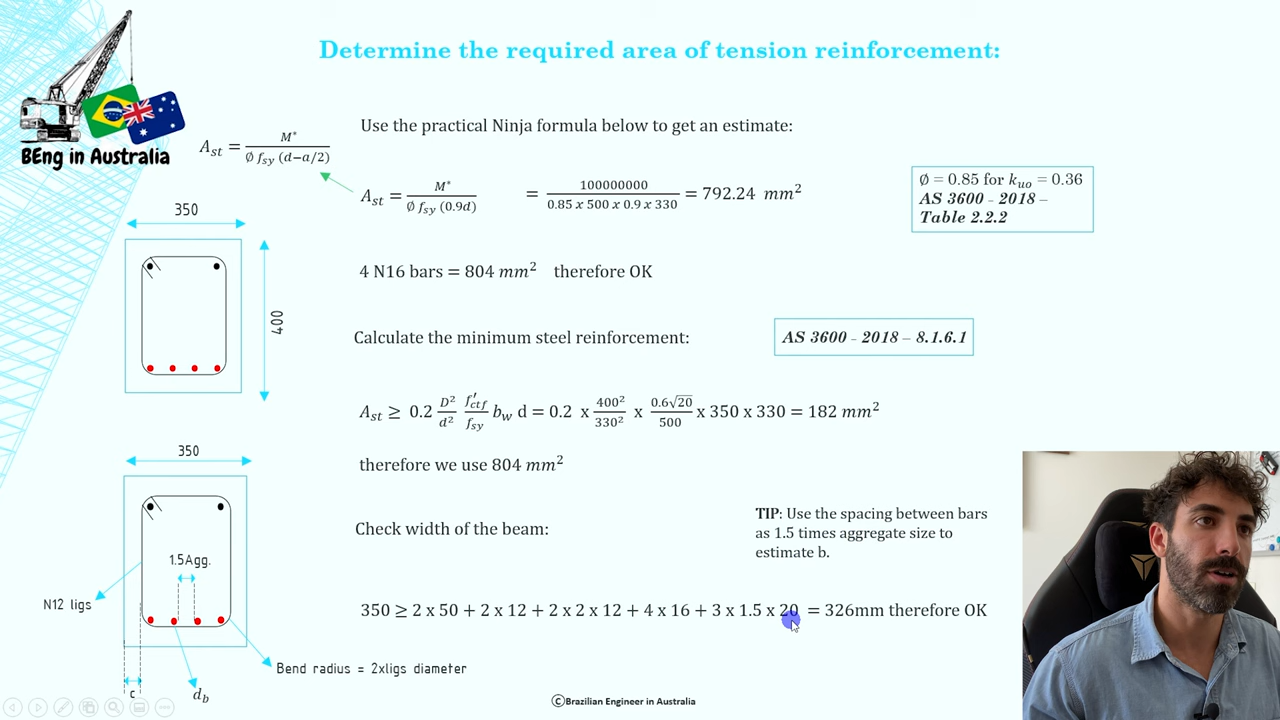 Determine the required area of tension reinforcement:
BEng in Australia
Use the practical Ninja formula below to get an estimate:
A_st = M* / (Ø f_sy (d−a/2))
A_st = M* / (Ø f_sy (0.9d)) = 100000000 / (0.85 x 500 x 0.9 x 330) = 792.24 mm²
Ø = 0.85 for k_uo = 0.36
AS 3600 - 2018 –
Table 2.2.2
350
400
4 N16 bars = 804 mm² therefore OK
Calculate the minimum steel reinforcement:
AS 3600 - 2018 – 8.1.6.1
A_st ≥ 0.2 D²/d² f'_ctf/f_sy b_w d = 0.2 x 400²/330² x 0.6√20/500 x 350 x 330 = 182 mm²
therefore we use 804 mm²
350
Check width of the beam:
TIP: Use the spacing between bars
as 1.5 times aggregate size to
estimate b.
1.5Agg.
N12 ligs
350 ≥ 2 x 50 + 2 x 12 + 2 x 2 x 12 + 4 x 16 + 3 x 1.5 x 20 = 326mm therefore OK
Bend radius = 2xligs diameter
c
d_b
©Brazilian Engineer in Australia